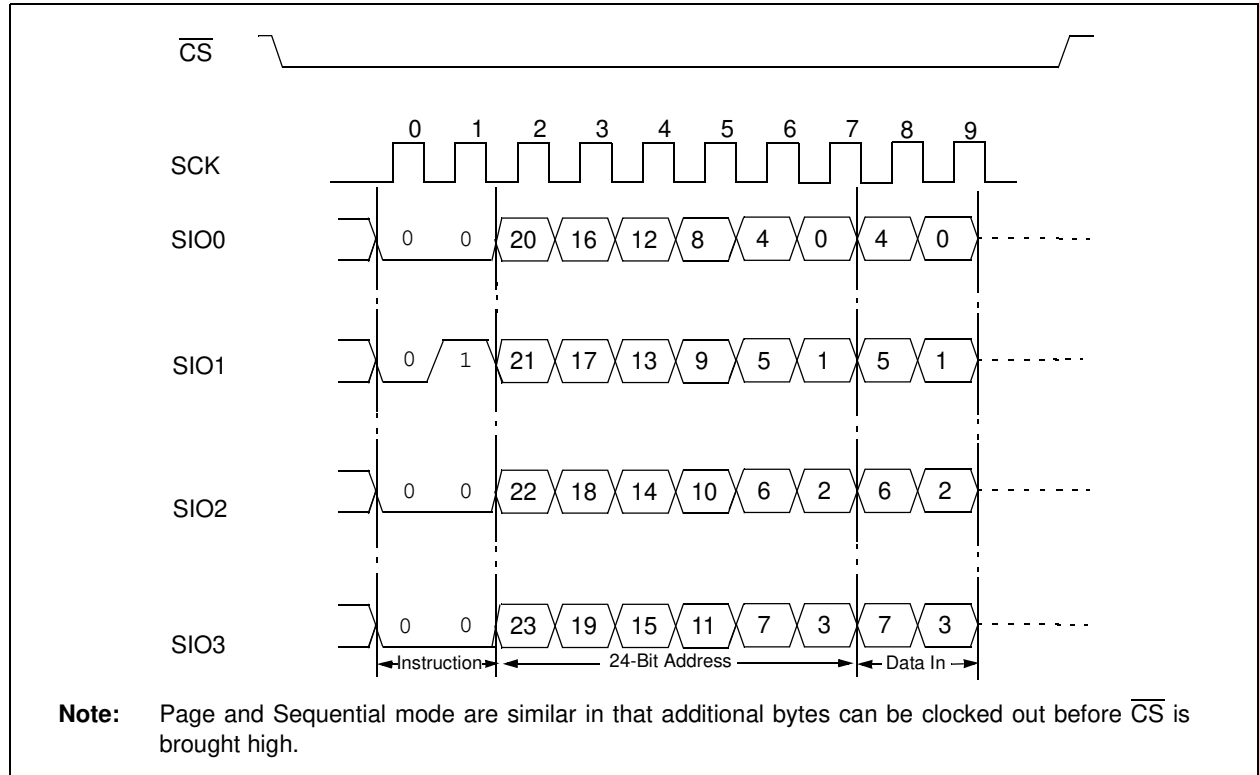 CS
0 1 2 3 4 5 6 7 8 9
SCK
SIO0 0 0 20 16 12 8 4 0 4 0
SIO1 0 1 21 17 13 9 5 1 5 1
SIO2 0 0 22 18 14 10 6 2 6 2
SIO3 0 0 23 19 15 11 7 3 7 3
Instruction 24-Bit Address Data In
Note: Page and Sequential mode are similar in that additional bytes can be clocked out before CS is
brought high.